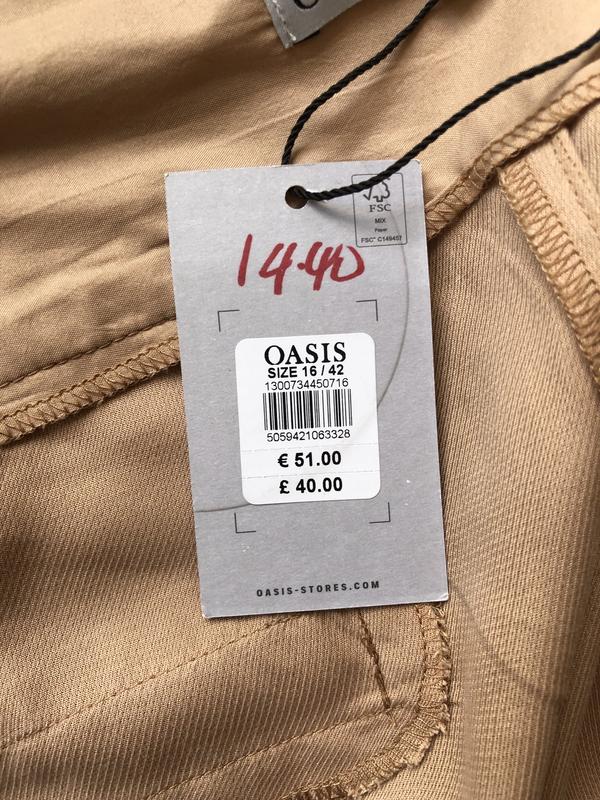 FSC
MIX
Paper
FSC® C149457
14.40
OASIS
SIZE 16 / 42
1300734450716
5059421063328
€ 51.00
£ 40.00
OASIS-STORES.COM